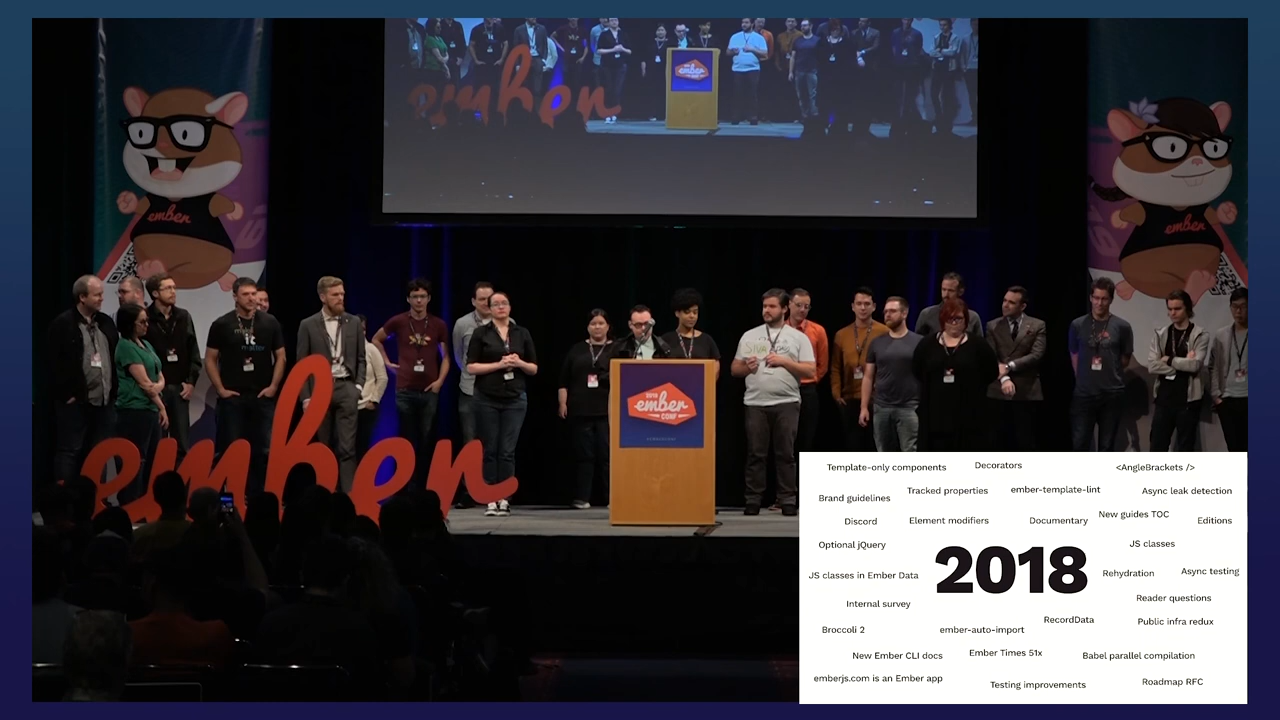 ember
ember
ember
ember
2019
ember
CONF
ember
Template-only components
Decorators
<AngleBrackets />
Brand guidelines
Tracked properties
ember-template-lint
Async leak detection
Discord
Element modifiers
Documentary
New guides TOC
Editions
Optional jQuery
2018
JS classes
JS classes in Ember Data
Rehydration
Async testing
Internal survey
Reader questions
Broccoli 2
ember-auto-import
RecordData
Public infra redux
New Ember CLI docs
Ember Times 51x
Babel parallel compilation
emberjs.com is an Ember app
Testing improvements
Roadmap RFC